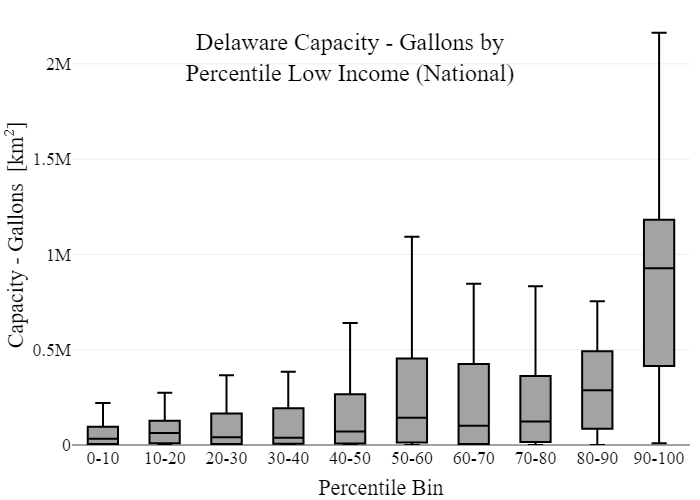 Delaware Capacity - Gallons by
Percentile Low Income (National)
Capacity - Gallons [km²]
2M
1.5M
1M
0.5M
0
0-10 10-20 20-30 30-40 40-50 50-60 60-70 70-80 80-90 90-100
Percentile Bin